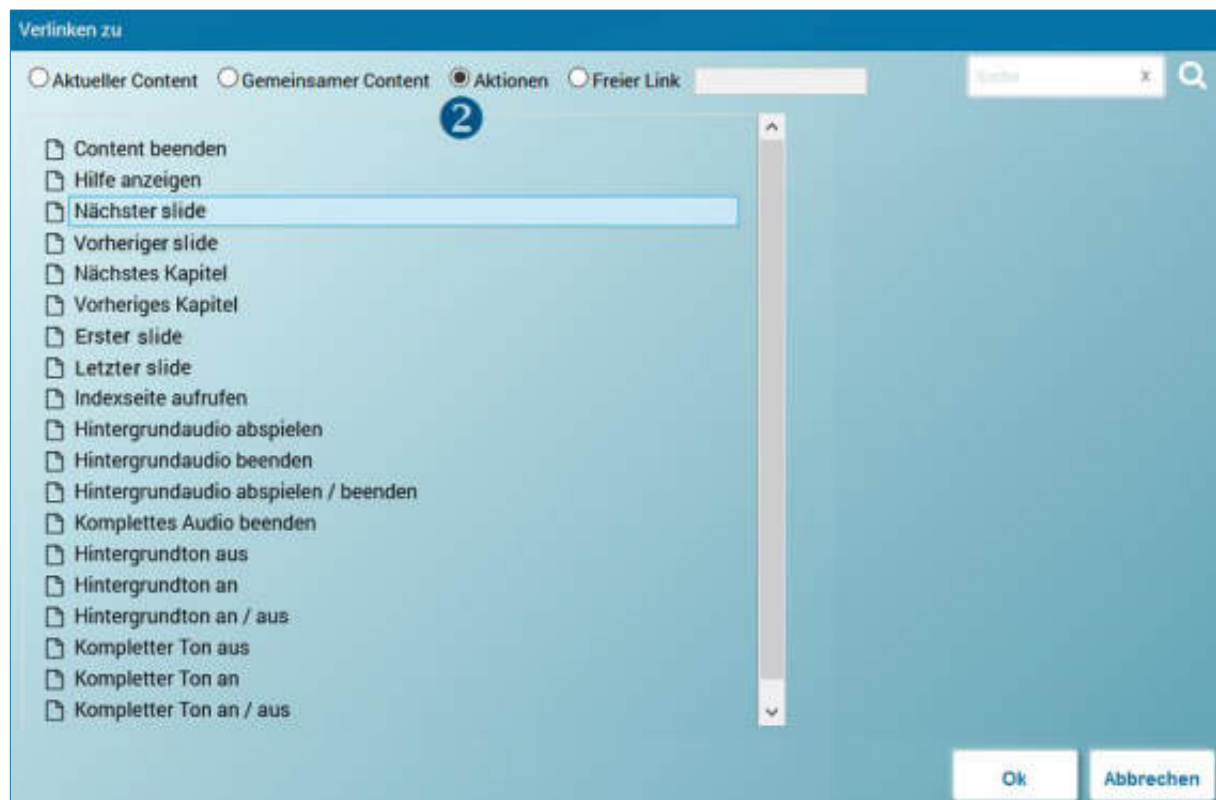 Verlinken zu
Aktueller Content Gemeinsamer Content Aktionen Freier Link Suche x
2
Content beenden
Hilfe anzeigen
Nächster slide
Vorheriger slide
Nächstes Kapitel
Vorheriges Kapitel
Erster slide
Letzter slide
Indexseite aufrufen
Hintergrundaudio abspielen
Hintergrundaudio beenden
Hintergrundaudio abspielen / beenden
Komplettes Audio beenden
Hintergrundton aus
Hintergrundton an
Hintergrundton an / aus
Kompletter Ton aus
Kompletter Ton an
Kompletter Ton an / aus
Ok Abbrechen